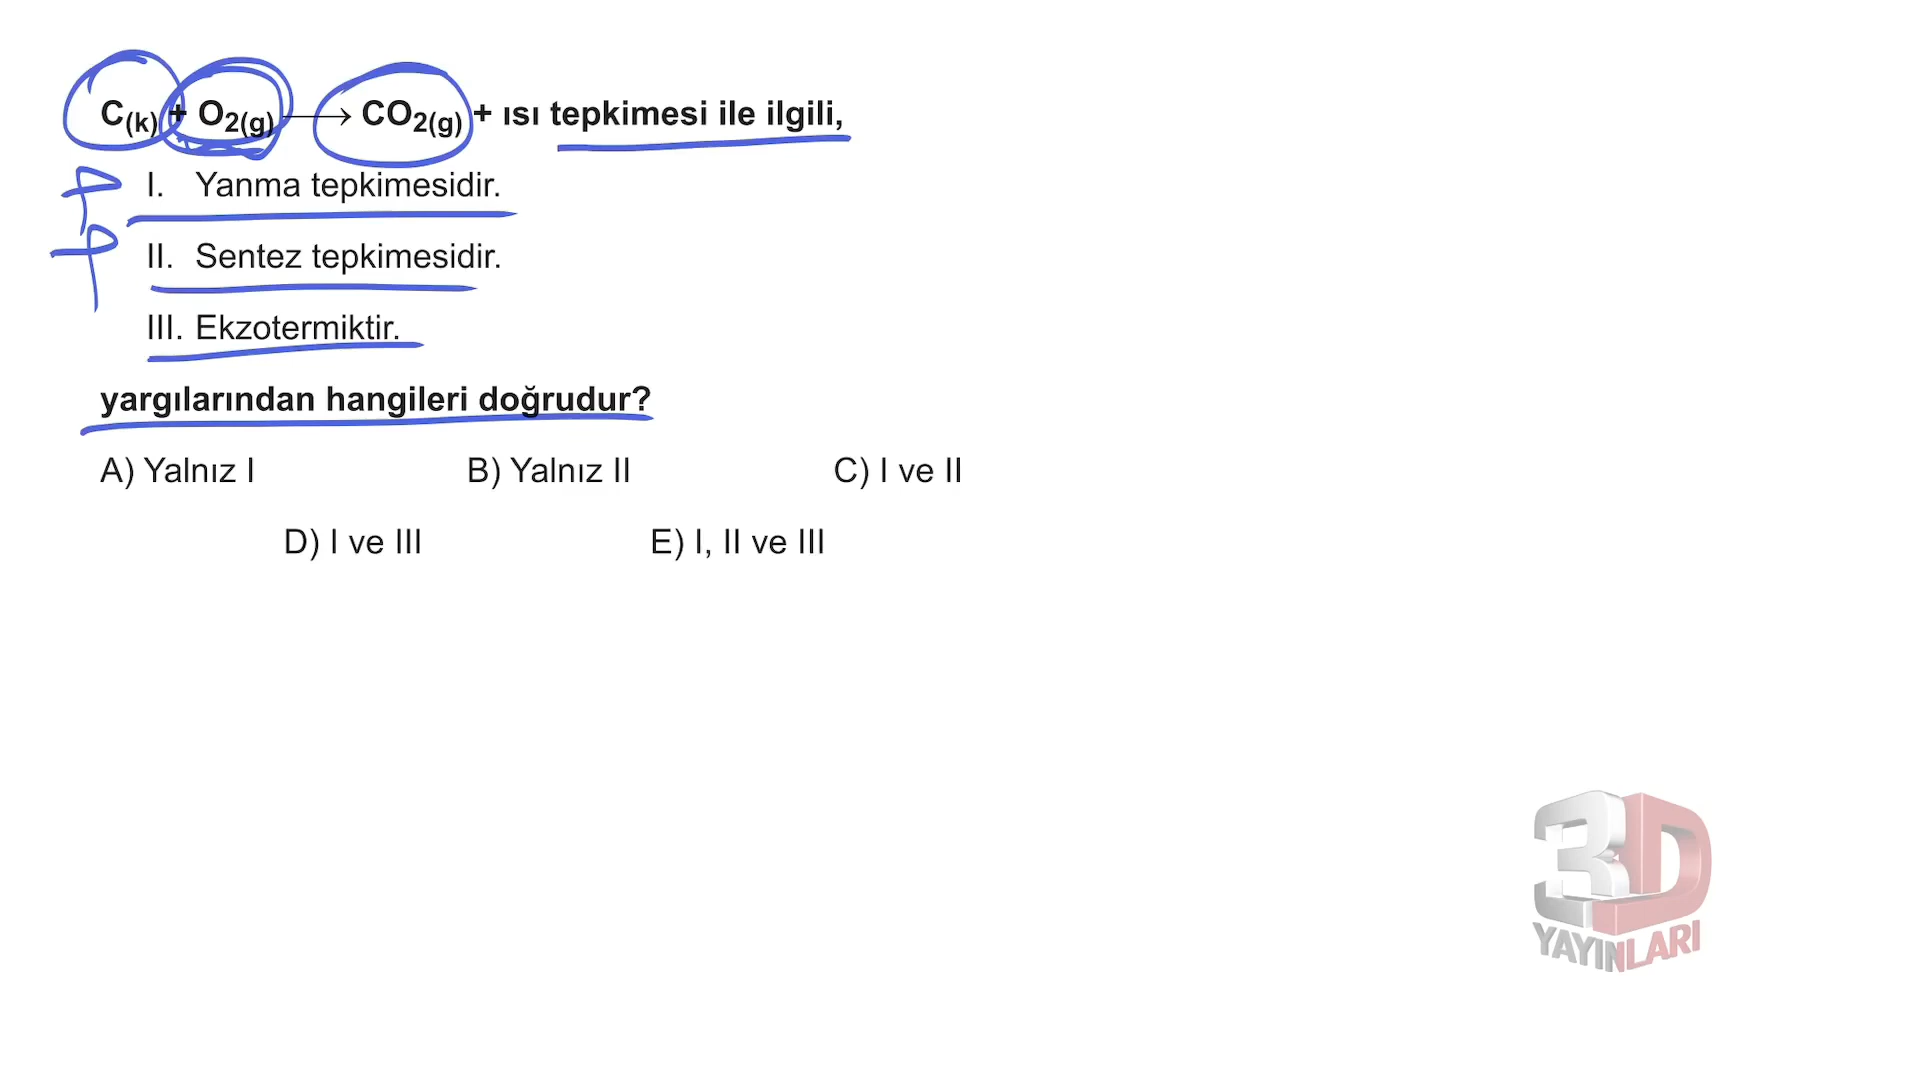 C(k) + O2(g) ⟶ CO2(g) + ısı tepkimesi ile ilgili,
I. Yanma tepkimesidir.
II. Sentez tepkimesidir.
III. Ekzotermiktir.
yargılarından hangileri doğrudur?
A) Yalnız I B) Yalnız II C) I ve II
D) I ve III E) I, II ve III
3D
YAYINLARI